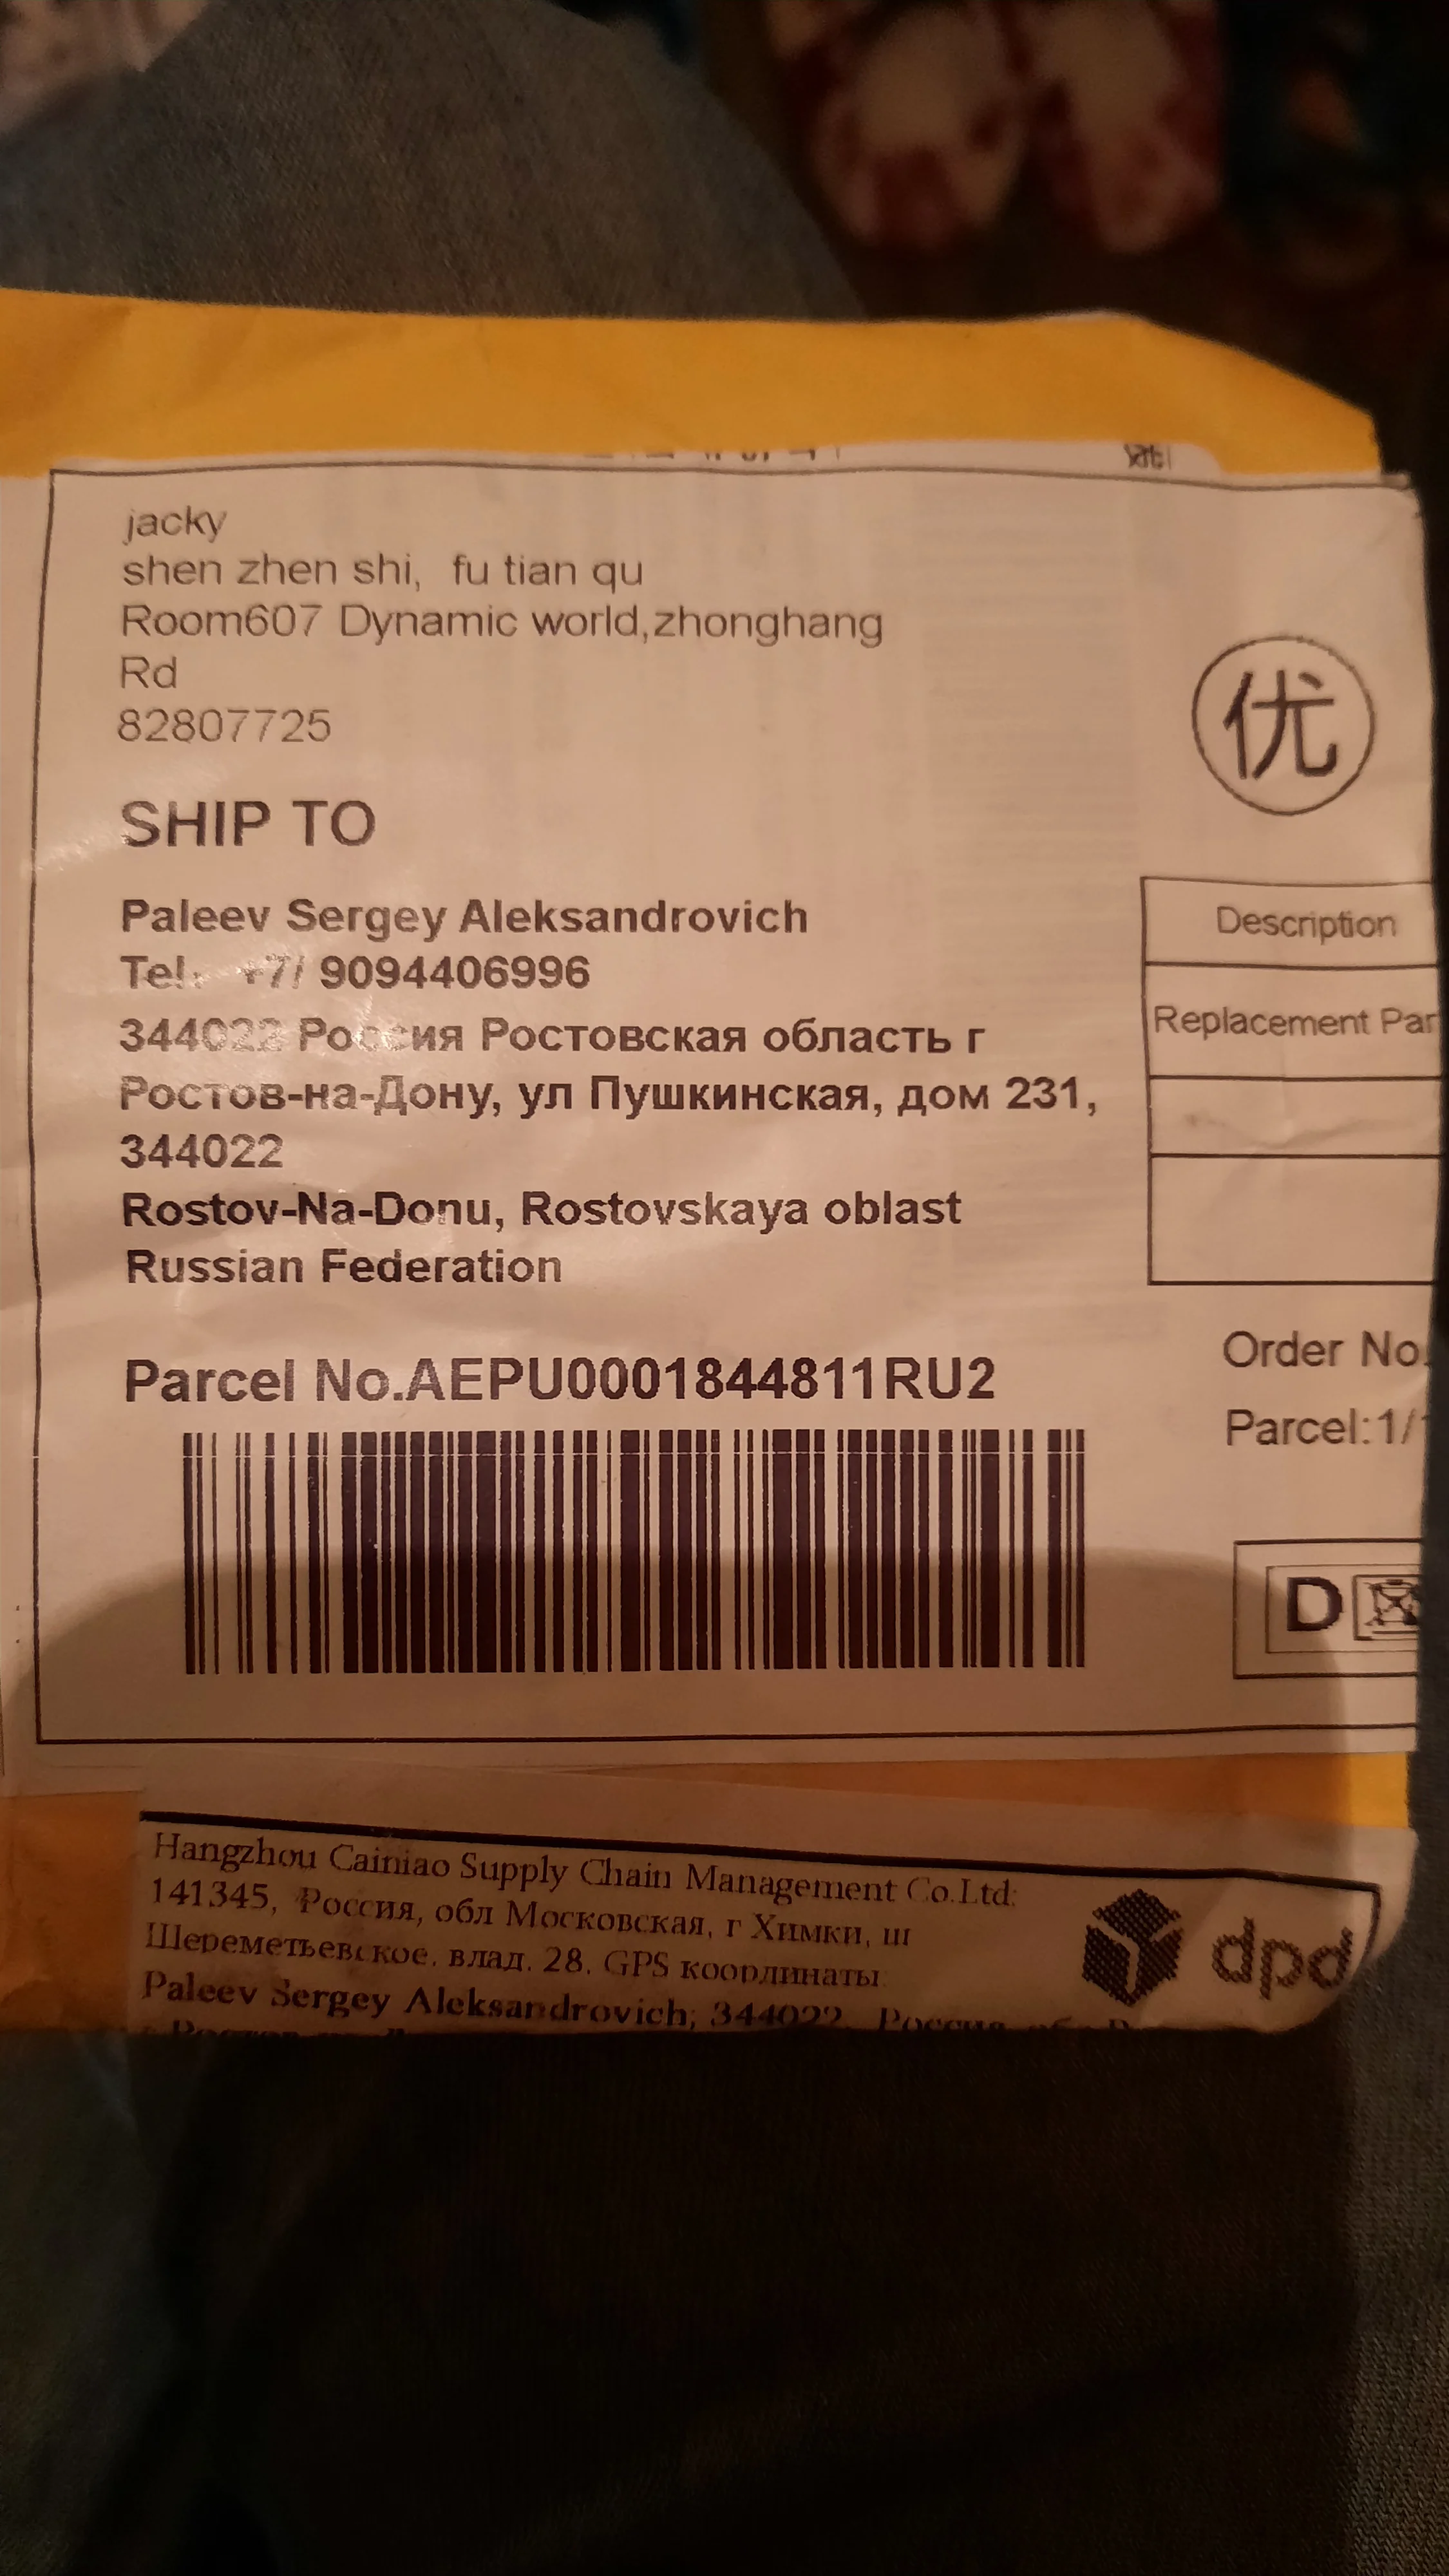 jacky
shen zhen shi, fu tian qu
Room607 Dynamic world,zhonghang
Rd
82807725
优
SHIP TO
Paleev Sergey Aleksandrovich
Tel: +7/ 9094406996
344022 Россия Ростовская область г
Ростов-на-Дону, ул Пушкинская, дом 231,
344022
Rostov-Na-Donu, Rostovskaya oblast
Russian Federation
Description
Replacement Par
Parcel No.AEPU0001844811RU2
Order No.
Parcel:1/
D
Hangzhou Cainiao Supply Chain Management Co.Ltd:
141345, Россия, обл Московская, г Химки, ш
Шереметьевское, влад. 28. GPS координаты:
Paleev Sergey Aleksandrovich; 344022, Россия,
dpd